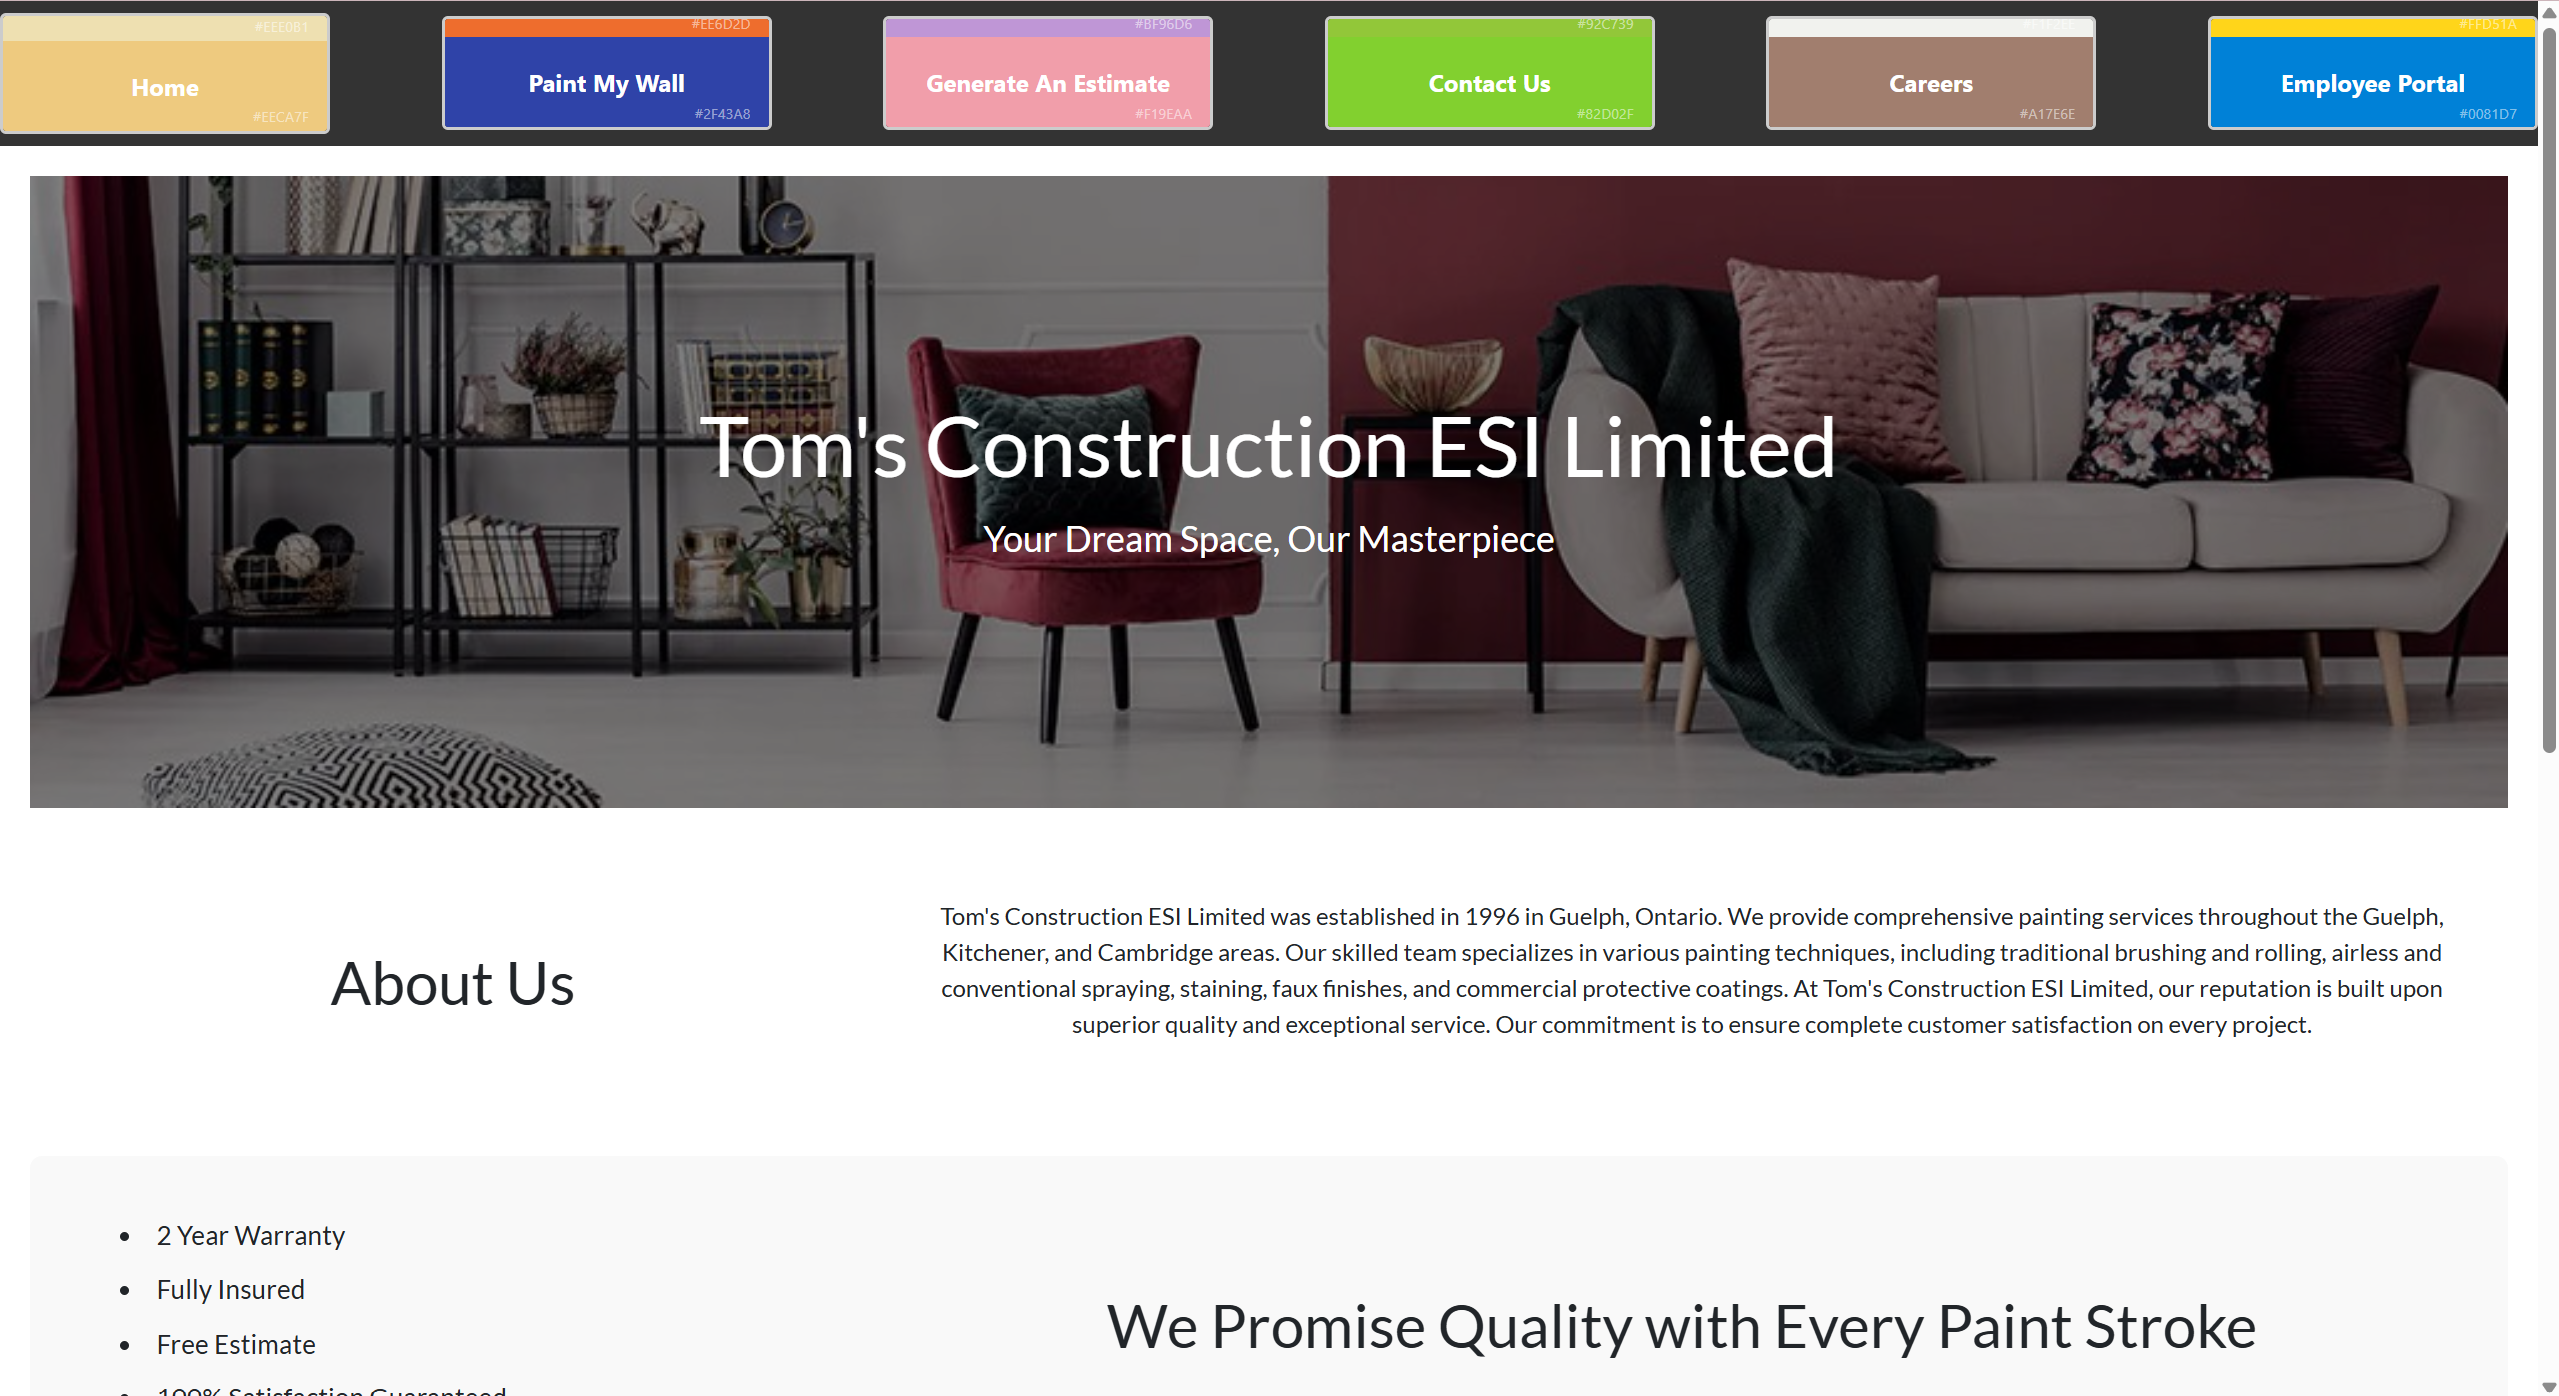 #EEE0B1
#EE6D2D
#BF96D6
#92C739
#FFD51A
Home
Paint My Wall
Generate An Estimate
Contact Us
Careers
Employee Portal
#EECA7F
#2F43A8
#F19EAA
#82D02F
#A17E6E
#0081D7
Tom's Construction ESI Limited
Your Dream Space, Our Masterpiece
About Us
Tom's Construction ESI Limited was established in 1996 in Guelph, Ontario. We provide comprehensive painting services throughout the Guelph,
Kitchener, and Cambridge areas. Our skilled team specializes in various painting techniques, including traditional brushing and rolling, airless and
conventional spraying, staining, faux finishes, and commercial protective coatings. At Tom's Construction ESI Limited, our reputation is built upon
superior quality and exceptional service. Our commitment is to ensure complete customer satisfaction on every project.
2 Year Warranty
Fully Insured
Free Estimate
100% Satisfaction Guaranteed
We Promise Quality with Every Paint Stroke